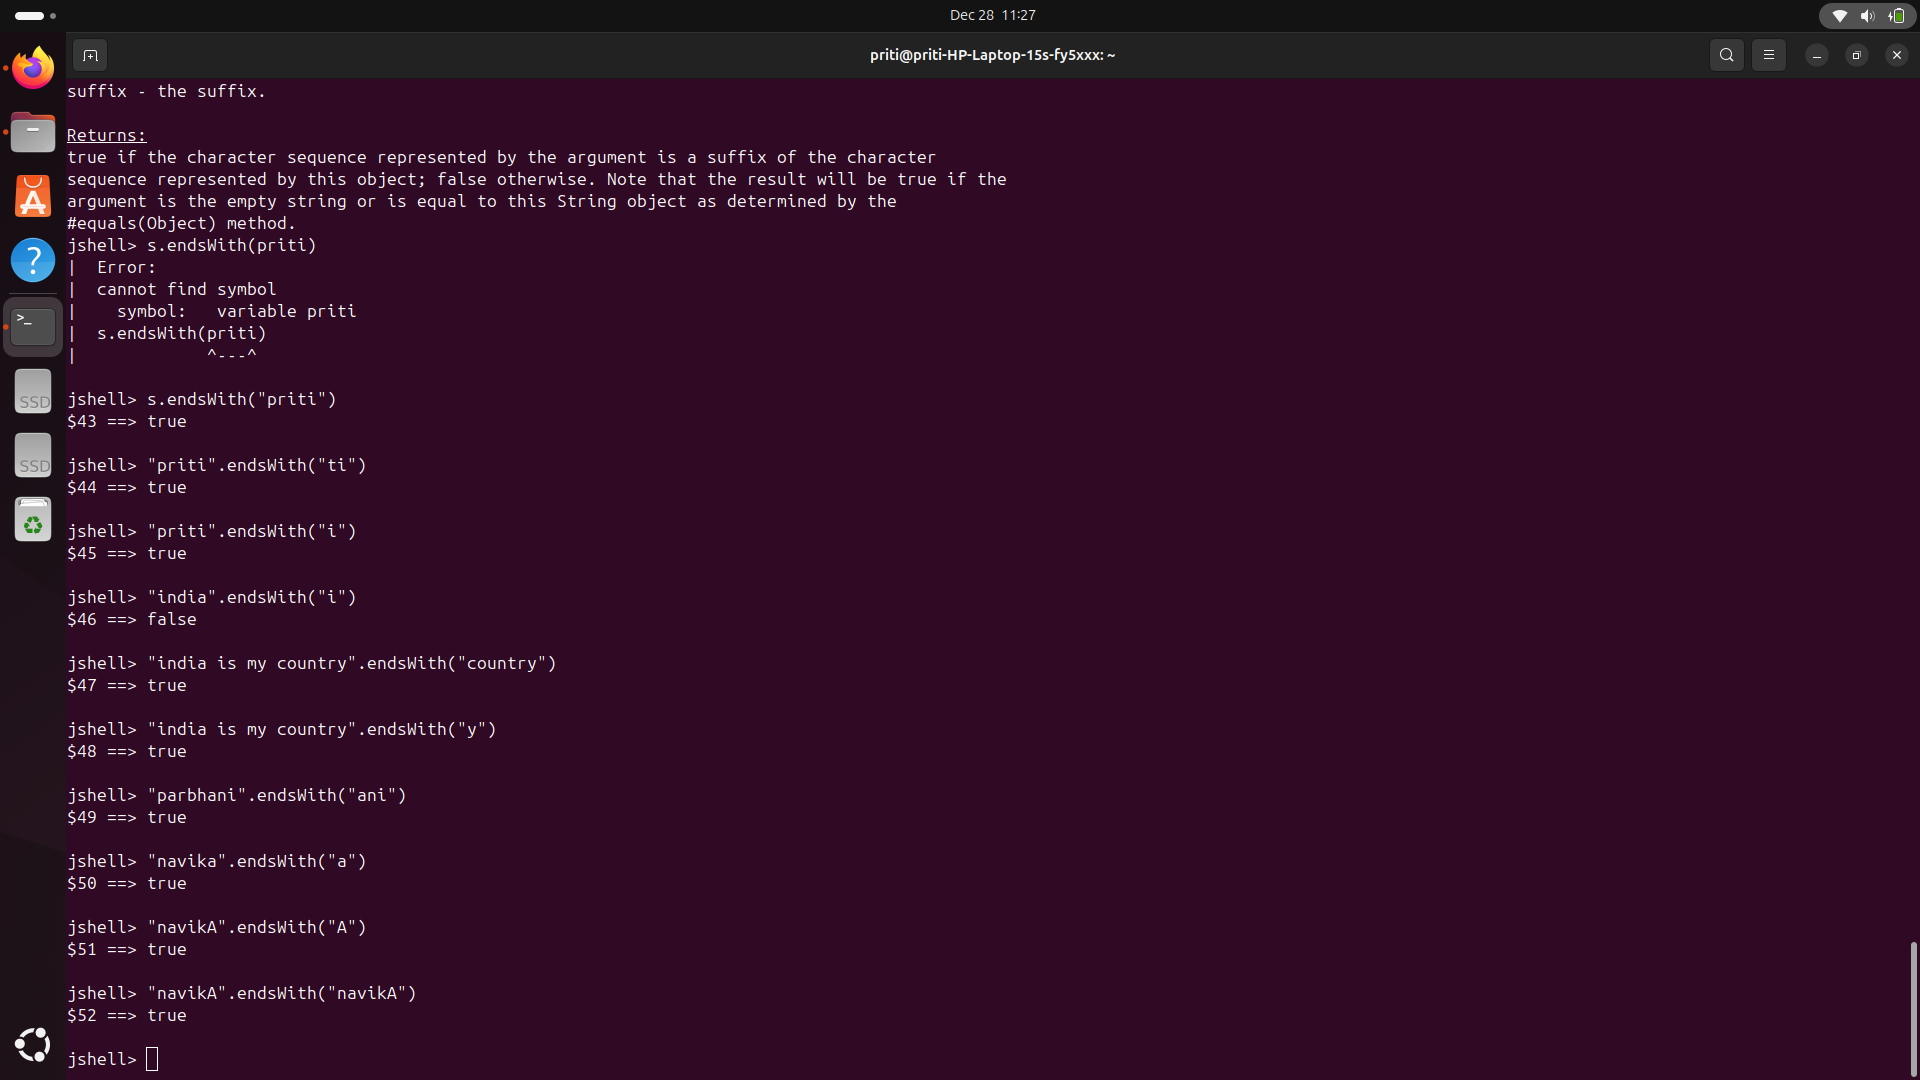 Dec 28 11:27
priti@priti-HP-Laptop-15s-fy5xxx: ~
suffix - the suffix.
Returns:
true if the character sequence represented by the argument is a suffix of the character
sequence represented by this object; false otherwise. Note that the result will be true if the
argument is the empty string or is equal to this String object as determined by the
#equals(Object) method.
jshell> s.endsWith(priti)
|  Error:
|  cannot find symbol
|    symbol:   variable priti
|  s.endsWith(priti)
|             ^---^
jshell> s.endsWith("priti")
$43 ==> true
jshell> "priti".endsWith("ti")
$44 ==> true
jshell> "priti".endsWith("i")
$45 ==> true
jshell> "india".endsWith("i")
$46 ==> false
jshell> "india is my country".endsWith("country")
$47 ==> true
jshell> "india is my country".endsWith("y")
$48 ==> true
jshell> "parbhani".endsWith("ani")
$49 ==> true
jshell> "navika".endsWith("a")
$50 ==> true
jshell> "navikA".endsWith("A")
$51 ==> true
jshell> "navikA".endsWith("navikA")
$52 ==> true
jshell>
?
>_
SSD
SSD